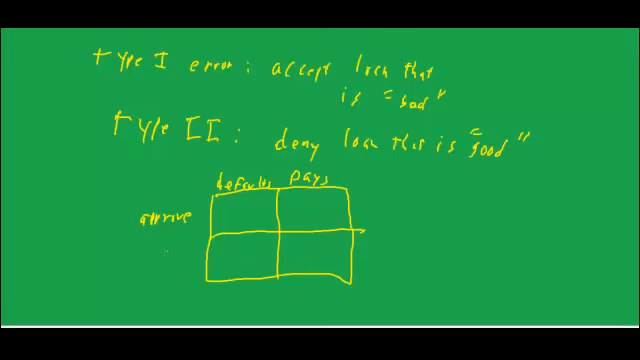 type I error: accept loan that
is "bad"
type II: deny loan this is "good"
defaults pays
approve